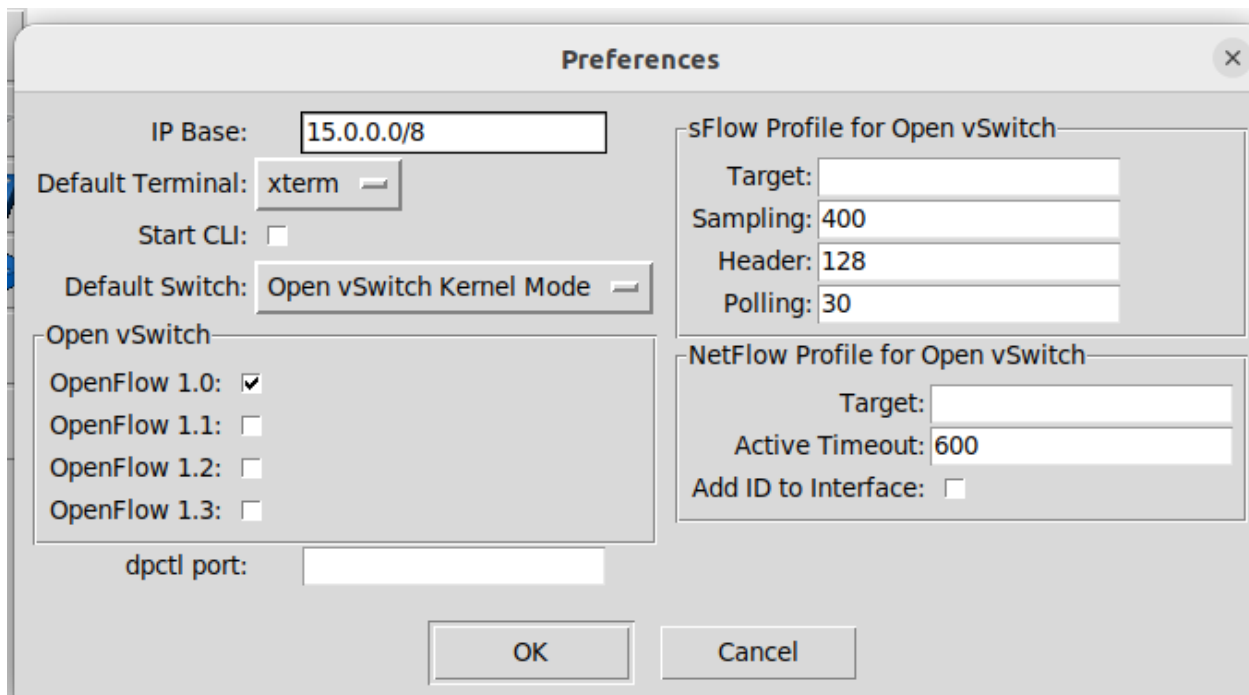 Preferences
IP Base: 15.0.0.0/8
Default Terminal: xterm
Start CLI:
Default Switch: Open vSwitch Kernel Mode
Open vSwitch
OpenFlow 1.0:
OpenFlow 1.1:
OpenFlow 1.2:
OpenFlow 1.3:
dpctl port:
sFlow Profile for Open vSwitch
Target:
Sampling: 400
Header: 128
Polling: 30
NetFlow Profile for Open vSwitch
Target:
Active Timeout: 600
Add ID to Interface:
OK
Cancel